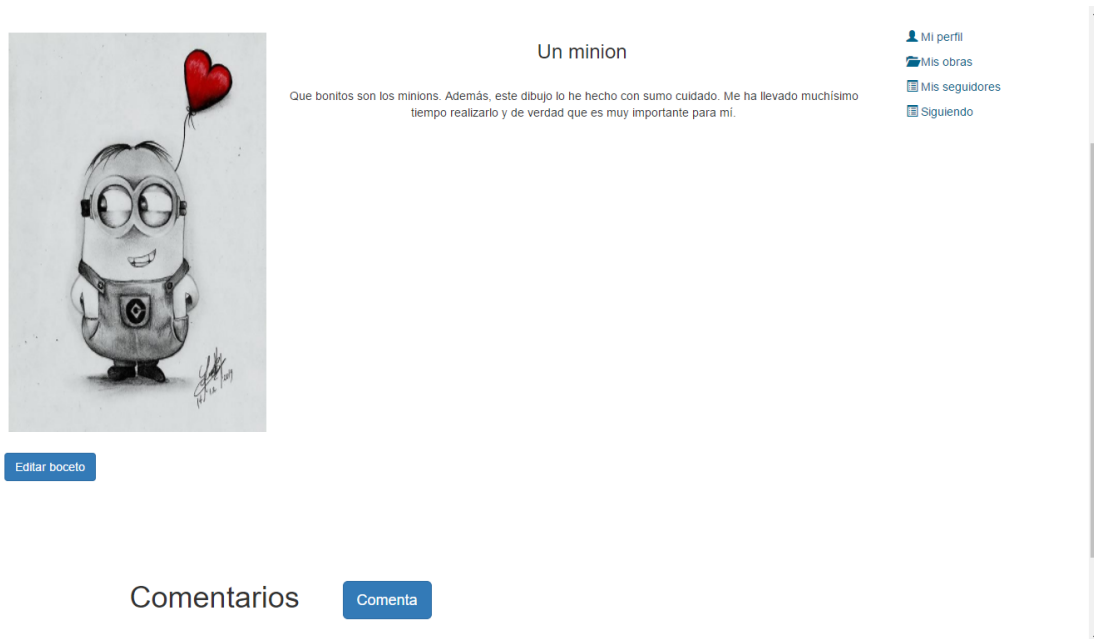 Un minion
Que bonitos son los minions. Además, este dibujo lo he hecho con sumo cuidado. Me ha llevado muchísimo
tiempo realizarlo y de verdad que es muy importante para mí.
Mi perfil
Mis obras
Mis seguidores
Siguiendo
Editar boceto
Comentarios
Comenta